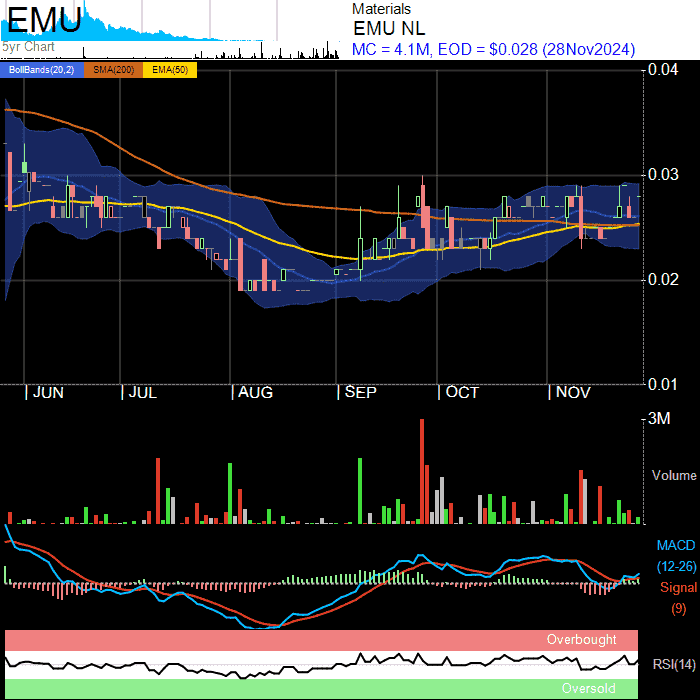 EMU
5yr Chart
Materials
EMU NL
MC = 4.1M, EOD = $0.028 (28Nov2024)
BollBands(20,2) SMA(200) EMA(50)
0.04
0.03
0.02
0.01
JUN JUL AUG SEP OCT NOV
3M
Volume
MACD
(12-26)
Signal
(9)
Overbought
RSI(14)
Oversold